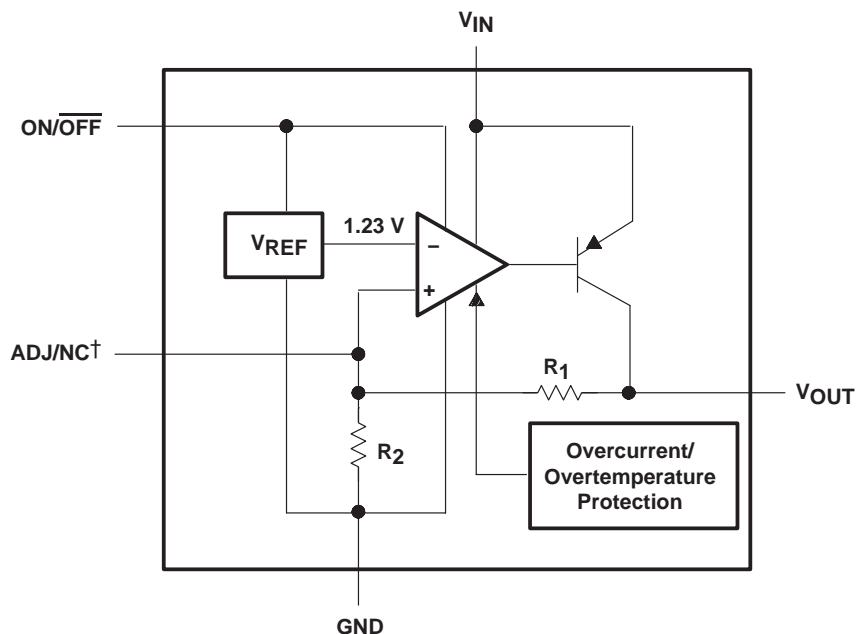 VIN
ON/OFF
1.23 V
VREF
−
+
ADJ/NC†
R1
VOUT
R2
Overcurrent/
Overtemperature
Protection
GND